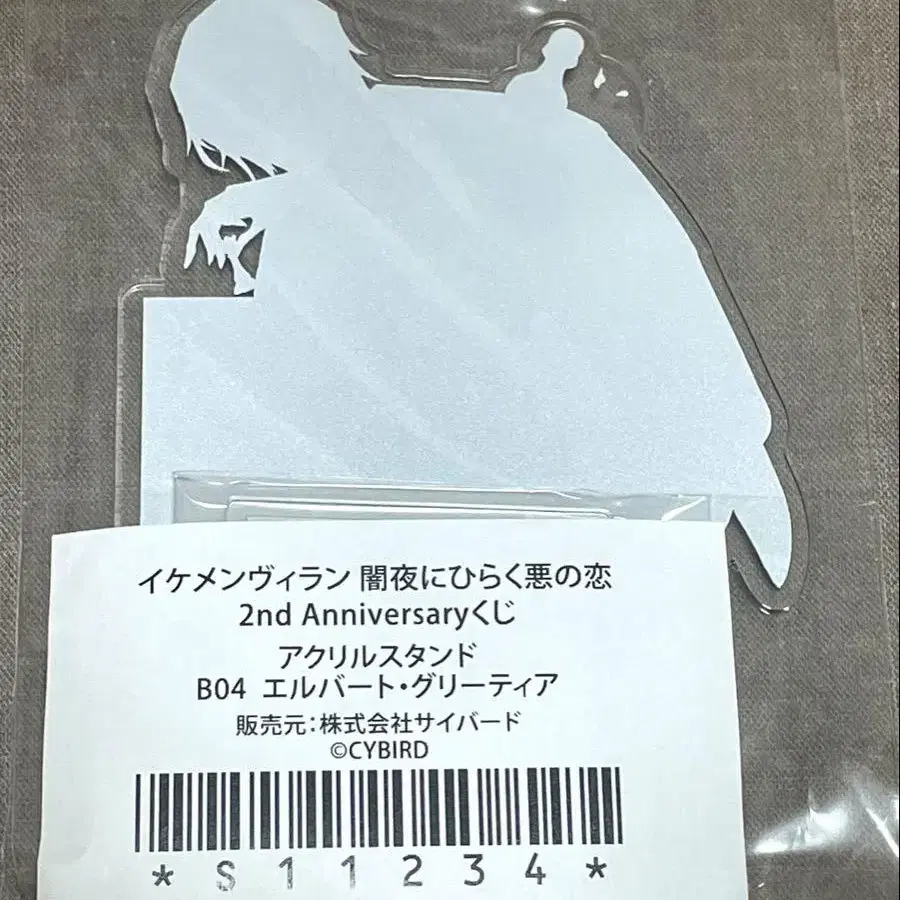 イケメンヴィラン 闇夜にひらく悪の恋
2nd Anniversaryくじ
アクリルスタンド
B04 エルバート・グリーティア
販売元:株式会社サイバード
©CYBIRD
*S11234*